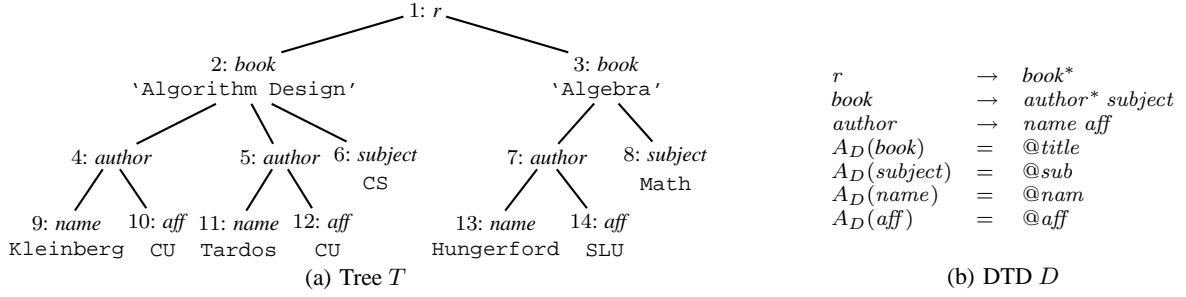 1: r
2: book
'Algorithm Design'
3: book
'Algebra'
4: author
5: author
6: subject
CS
7: author
8: subject
Math
9: name
Kleinberg
10: aff
CU
11: name
Tardos
12: aff
CU
13: name
Hungerford
14: aff
SLU
(a) Tree T
r → book*
book → author* subject
author → name aff
A_D(book) = @title
A_D(subject) = @sub
A_D(name) = @nam
A_D(aff) = @aff
(b) DTD D